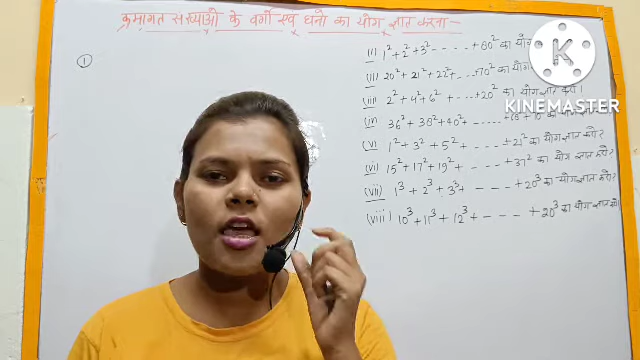 क्रमागत संख्याओं के वर्गों एवं घनों का योग ज्ञात करना —
①
(i) 1² + 2² + 3² - - - - + 80² का योग
(ii) 20² + 21² + 22² + ... + 70² का योग
(iii) 2² + 4² + 6² + ... + 20² का योग ज्ञात करो।
(iv) 36² + 38² + 40² + ...... का योग ज्ञात करो
(v) 1² + 3² + 5² + .... + 21² का योग ज्ञात करो ?
(vi) 15² + 17² + 19² + - - - + 37² का योग ज्ञात करो ?
(vii) 1³ + 2³ + 3³ + - - - - + 20³ का योग ज्ञात करो ?
(viii) 10³ + 11³ + 12³ + - - - - + 20³ का योग ज्ञात करो।
K
KINEMASTER